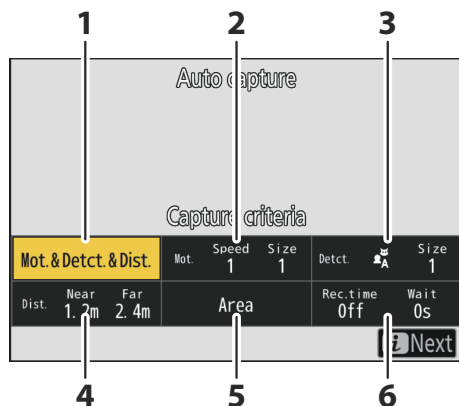 1 2 3
Auto capture
Capture criteria
Mot. & Detct. & Dist.
Mot. Speed 1 Size 1
Detct. A Size 1
Dist. Near 1.2m Far 2.4m
Area
Rec.time Off Wait 0s
i Next
4 5 6